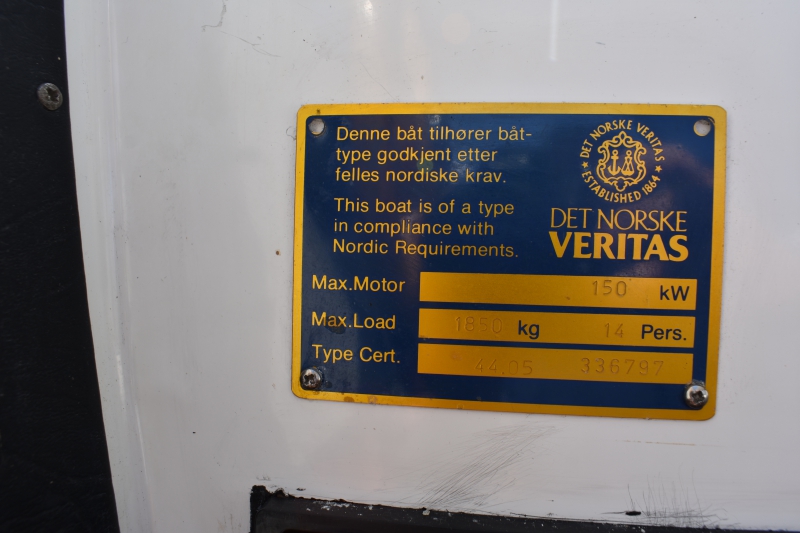 Denne båt tilhører båt-
type godkjent etter
felles nordiske krav.
This boat is of a type
in compliance with
Nordic Requirements.
★ DET NORSKE VERITAS ★
ESTABLISHED 1864
DET NORSKE
VERITAS
Max.Motor 150 kW
Max.Load 1850 kg 14 Pers.
Type Cert. 44.05 336797